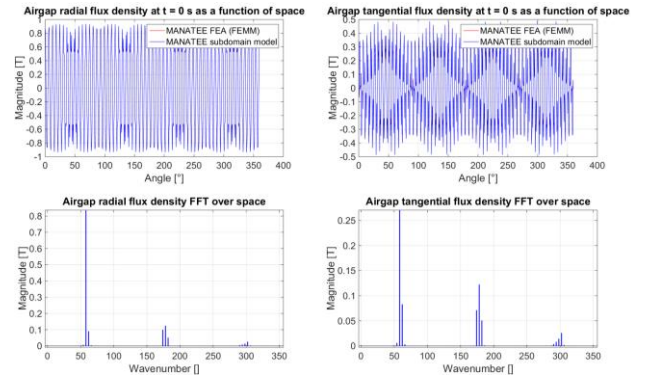 Airgap radial flux density at t = 0 s as a function of space
1
0.8
0.6
0.4
0.2
0
-0.2
-0.4
-0.6
-0.8
-1
Magnitude [T]
MANATEE FEA (FEMM)
MANATEE subdomain model
0 50 100 150 200 250 300 350 400
Angle [°]
Airgap tangential flux density at t = 0 s as a function of space
0.5
0.4
0.3
0.2
0.1
0
-0.1
-0.2
-0.3
-0.4
-0.5
Magnitude [T]
MANATEE FEA (FEMM)
MANATEE subdomain model
0 50 100 150 200 250 300 350 400
Angle [°]
Airgap radial flux density FFT over space
0.8
0.7
0.6
0.5
0.4
0.3
0.2
0.1
0
Magnitude [T]
0 50 100 150 200 250 300 350
Wavenumber []
Airgap tangential flux density FFT over space
0.25
0.2
0.15
0.1
0.05
0
Magnitude [T]
0 50 100 150 200 250 300 350
Wavenumber []